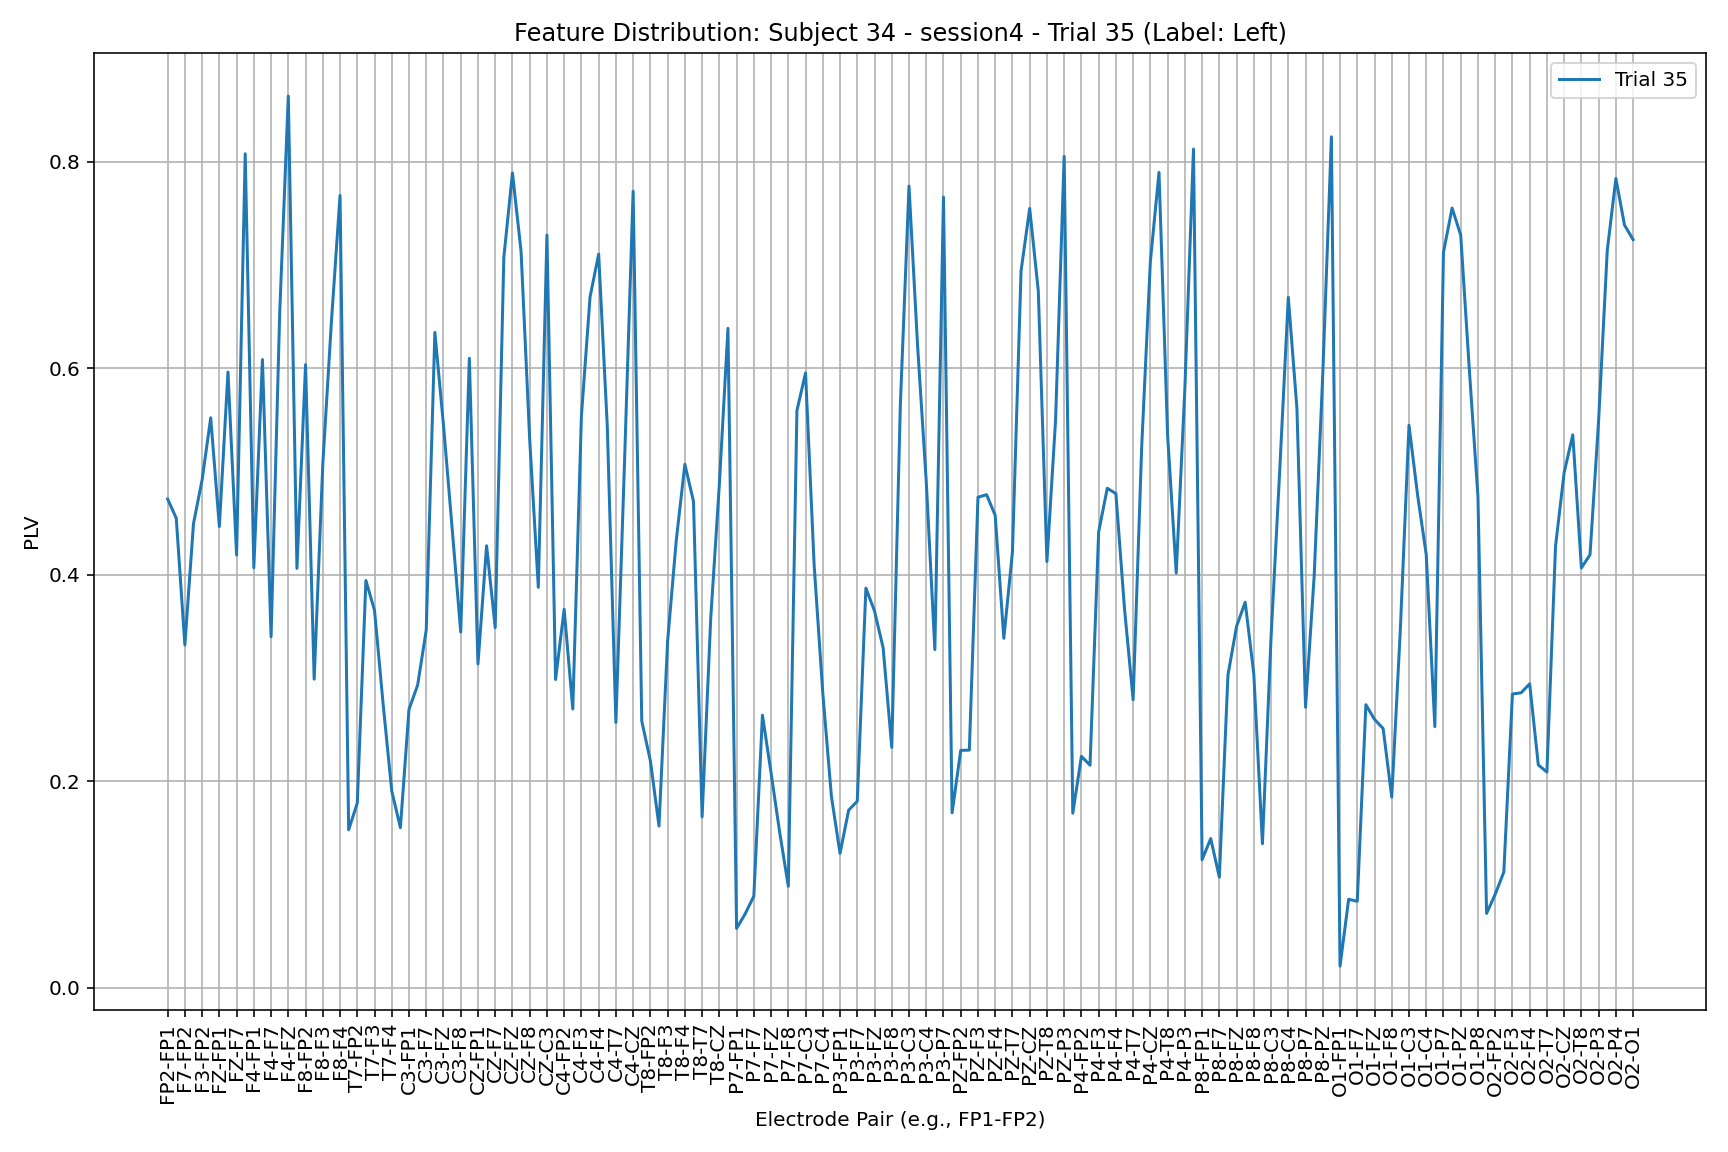 Feature Distribution: Subject 34 - session4 - Trial 35 (Label: Left)
Trial 35
PLV
0.8
0.6
0.4
0.2
0.0
FP2-FP1
F7-FP2
F3-FP2
FZ-FP1
FZ-F7
F4-FP1
F4-F7
F4-FZ
F8-FP2
F8-F3
F8-F4
T7-FP2
T7-F3
T7-F4
C3-FP1
C3-F7
C3-FZ
C3-F8
CZ-FP1
CZ-F7
CZ-FZ
CZ-F8
CZ-C3
C4-FP2
C4-F3
C4-F4
C4-T7
C4-CZ
T8-FP2
T8-F3
T8-F4
T8-T7
T8-CZ
P7-FP1
P7-F7
P7-FZ
P7-F8
P7-C3
P7-C4
P3-FP1
P3-F7
P3-FZ
P3-F8
P3-C3
P3-C4
P3-P7
PZ-FP2
PZ-F3
PZ-F4
PZ-T7
PZ-CZ
PZ-T8
PZ-P3
P4-FP2
P4-F3
P4-F4
P4-T7
P4-CZ
P4-T8
P4-P3
P8-FP1
P8-F7
P8-FZ
P8-F8
P8-C3
P8-C4
P8-P7
P8-PZ
O1-FP1
O1-F7
O1-FZ
O1-F8
O1-C3
O1-C4
O1-P7
O1-PZ
O1-P8
O2-FP2
O2-F3
O2-F4
O2-T7
O2-CZ
O2-T8
O2-P3
O2-P4
O2-O1
Electrode Pair (e.g., FP1-FP2)